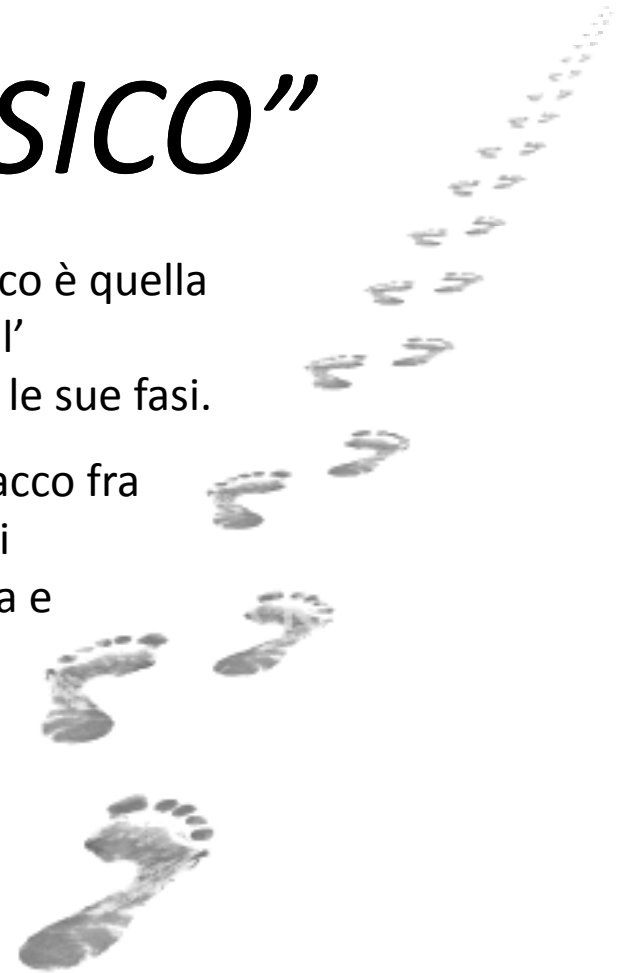 SICO”
co è quella
l’
le sue fasi.
acco fra
i
a e